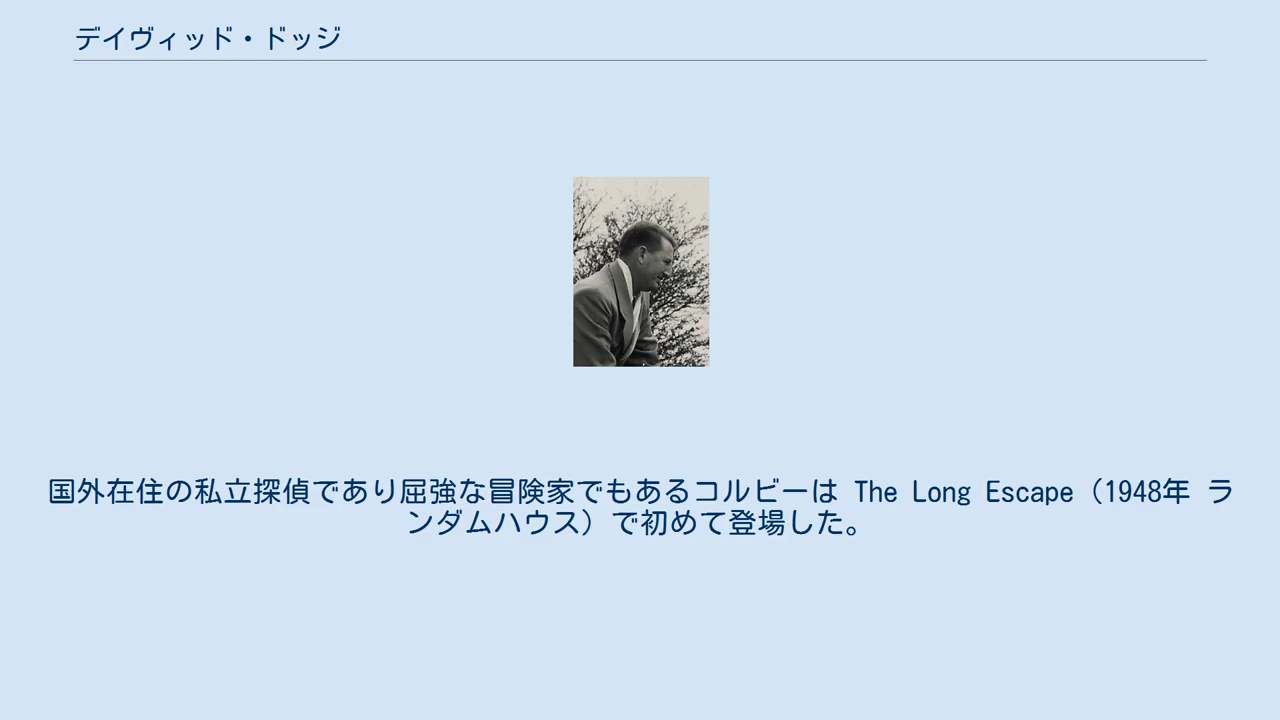 デイヴィッド・ドッジ
国外在住の私立探偵であり屈強な冒険家でもあるコルビーは The Long Escape（1948年 ラ
ンダムハウス）で初めて登場した。